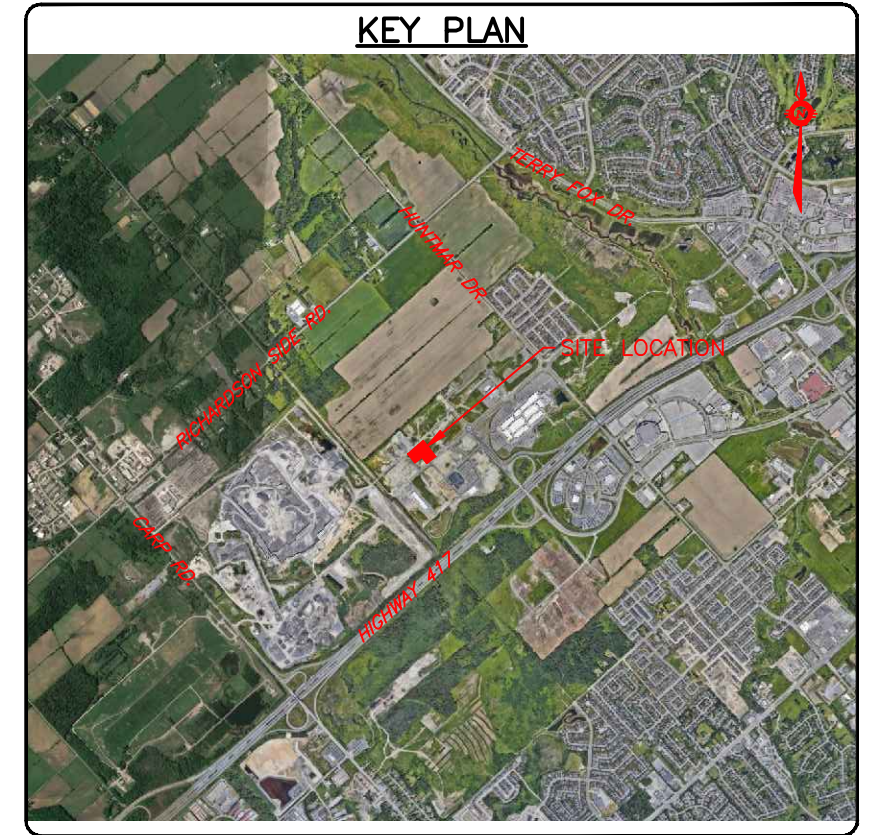 KEY PLAN
TERRY FOX DR.
HUNTMAR DR.
RICHARDSON SIDE RD.
SITE LOCATION
CARP RD.
HIGHWAY 417